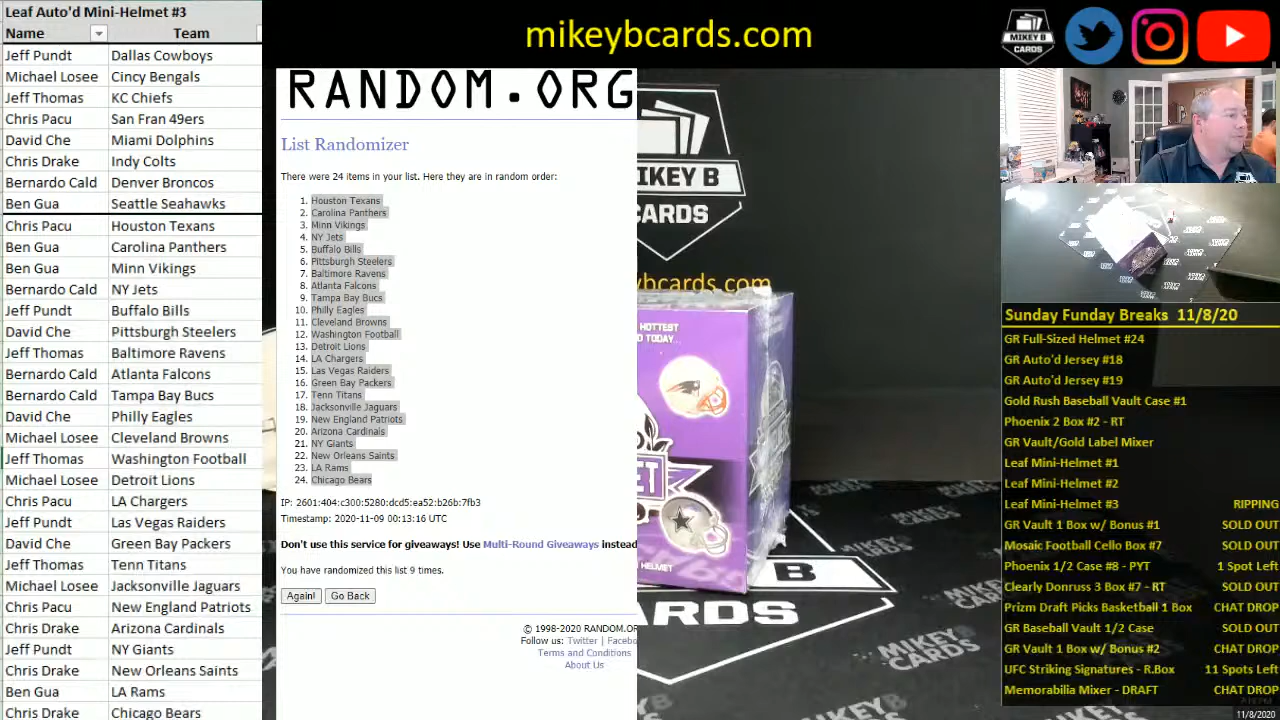 Leaf Auto'd Mini-Helmet #3
Name Team
Jeff Pundt Dallas Cowboys
Michael Losee Cincy Bengals
Jeff Thomas KC Chiefs
Chris Pacu San Fran 49ers
David Che Miami Dolphins
Chris Drake Indy Colts
Bernardo Cald Denver Broncos
Ben Gua Seattle Seahawks
Chris Pacu Houston Texans
Ben Gua Carolina Panthers
Ben Gua Minn Vikings
Bernardo Cald NY Jets
Jeff Pundt Buffalo Bills
David Che Pittsburgh Steelers
Jeff Thomas Baltimore Ravens
Bernardo Cald Atlanta Falcons
Bernardo Cald Tampa Bay Bucs
David Che Philly Eagles
Michael Losee Cleveland Browns
Jeff Thomas Washington Football
Michael Losee Detroit Lions
Chris Pacu LA Chargers
Jeff Pundt Las Vegas Raiders
David Che Green Bay Packers
Jeff Thomas Tenn Titans
Michael Losee Jacksonville Jaguars
Chris Pacu New England Patriots
Chris Drake Arizona Cardinals
Jeff Pundt NY Giants
Chris Drake New Orleans Saints
Ben Gua LA Rams
Chris Drake Chicago Bears
mikeybcards.com
RANDOM.ORG
List Randomizer
There were 24 items in your list. Here they are in random order:
1. Houston Texans
2. Carolina Panthers
3. Minn Vikings
4. NY Jets
5. Buffalo Bills
6. Pittsburgh Steelers
7. Baltimore Ravens
8. Atlanta Falcons
9. Tampa Bay Bucs
10. Philly Eagles
11. Cleveland Browns
12. Washington Football
13. Detroit Lions
14. LA Chargers
15. Las Vegas Raiders
16. Green Bay Packers
17. Tenn Titans
18. Jacksonville Jaguars
19. New England Patriots
20. Arizona Cardinals
21. NY Giants
22. New Orleans Saints
23. LA Rams
24. Chicago Bears
IP: 2601:404:c300:5280:dcd5:ea52:b26b:7fb3
Timestamp: 2020-11-09 00:13:16 UTC
Don't use this service for giveaways! Use Multi-Round Giveaways instead
You have randomized this list 9 times.
Again! Go Back
© 1998-2020 RANDOM.OR
Follow us: Twitter | Facebo
Terms and Conditions
About Us
IKEY B
CARDS
ybcards.com
HOTTEST
D TODAY...
HELMET
B
RDS
MIKEY B
CARDS
MIKEY B
CARDS
Sunday Funday Breaks 11/8/20
GR Full-Sized Helmet #24
GR Auto'd Jersey #18
GR Auto'd Jersey #19
Gold Rush Baseball Vault Case #1
Phoenix 2 Box #2 - RT
GR Vault/Gold Label Mixer
Leaf Mini-Helmet #1
Leaf Mini-Helmet #2
Leaf Mini-Helmet #3 RIPPING
GR Vault 1 Box w/ Bonus #1 SOLD OUT
Mosaic Football Cello Box #7 SOLD OUT
Phoenix 1/2 Case #8 - PYT 1 Spot Left
Clearly Donruss 3 Box #7 - RT SOLD OUT
Prizm Draft Picks Basketball 1 Box CHAT DROP
GR Baseball Vault 1/2 Case SOLD OUT
GR Vault 1 Box w/ Bonus #2 CHAT DROP
UFC Striking Signatures - R.Box 11 Spots Left
Memorabilia Mixer - DRAFT CHAT DROP
11/8/2020